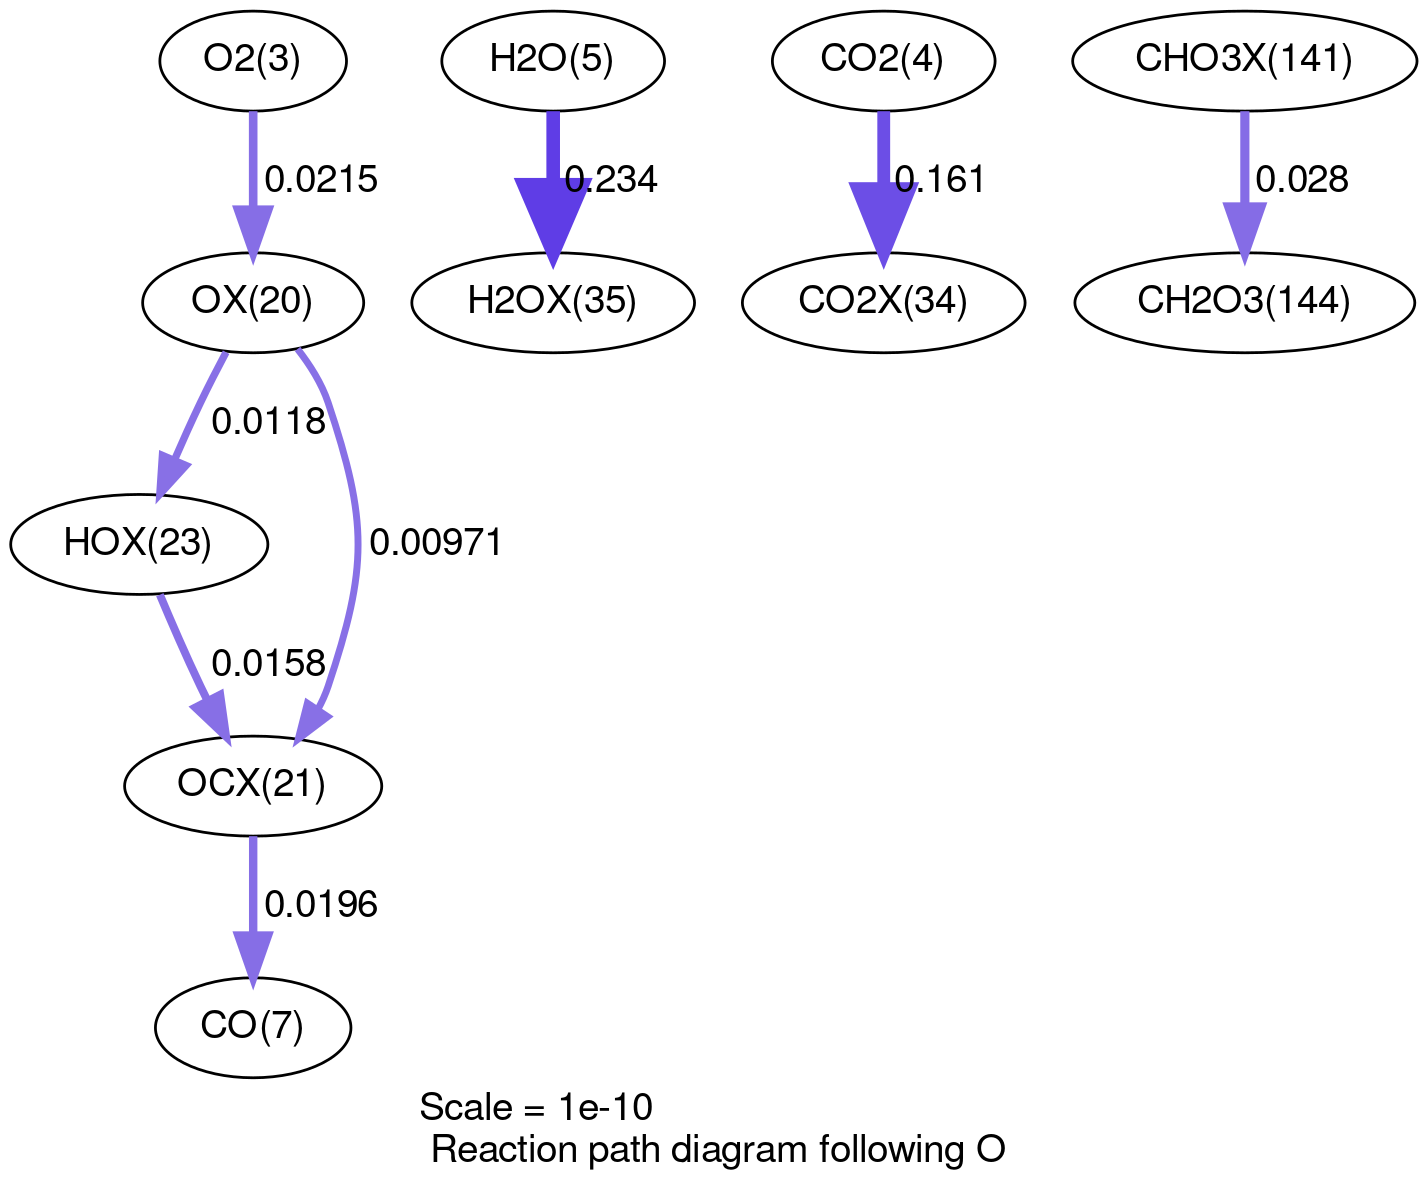 O2(3)
H2O(5)
CO2(4)
CHO3X(141)
0.0215
0.234
0.161
0.028
OX(20)
H2OX(35)
CO2X(34)
CH2O3(144)
0.0118
HOX(23)
0.00971
0.0158
OCX(21)
0.0196
CO(7)
Scale = 1e-10
Reaction path diagram following O